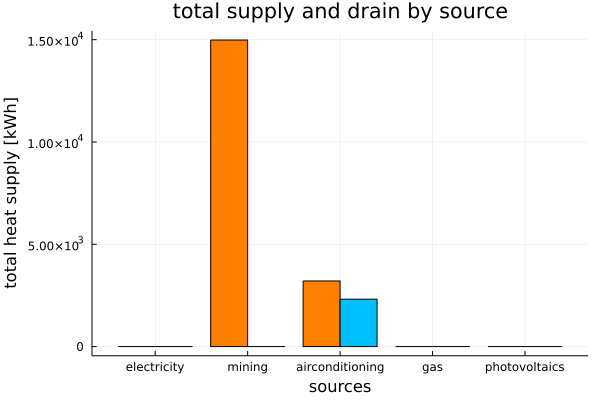 total supply and drain by source
total heat supply [kWh]
1.50×10⁴
1.00×10⁴
5.00×10³
0
electricity mining airconditioning gas photovoltaics
sources